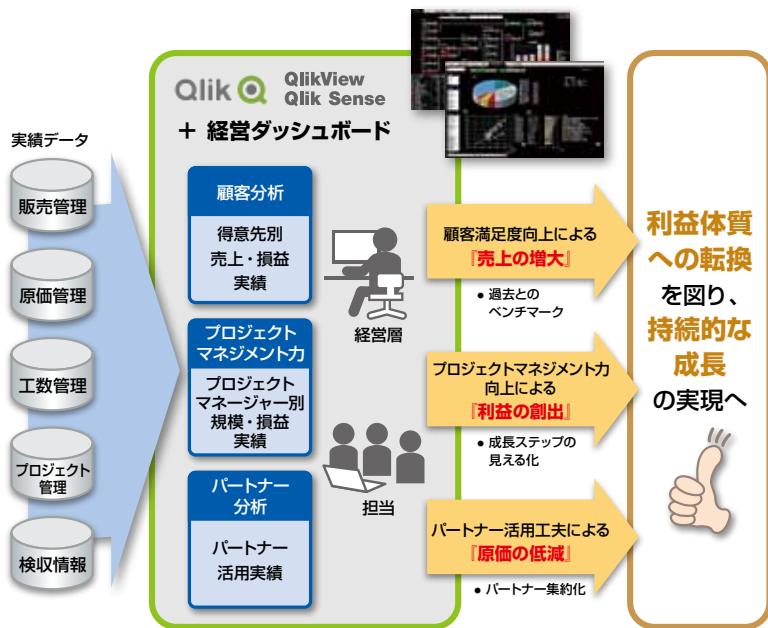 Qlik
QlikView
Qlik Sense
+ 経営ダッシュボード
実績データ
販売管理
原価管理
工数管理
プロジェクト
管理
検収情報
顧客分析
得意先別
売上・損益
実績
プロジェクト
マネジメント力
プロジェクト
マネージャー別
規模・損益
実績
パートナー
分析
パートナー
活用実績
経営層
担当
顧客満足度向上による
『売上の増大』
• 過去との
ベンチマーク
プロジェクトマネジメント力
向上による
『利益の創出』
• 成長ステップの
見える化
パートナー活用工夫による
『原価の低減』
• パートナー集約化
利益体質
への転換
を図り、
持続的な
成長
の実現へ